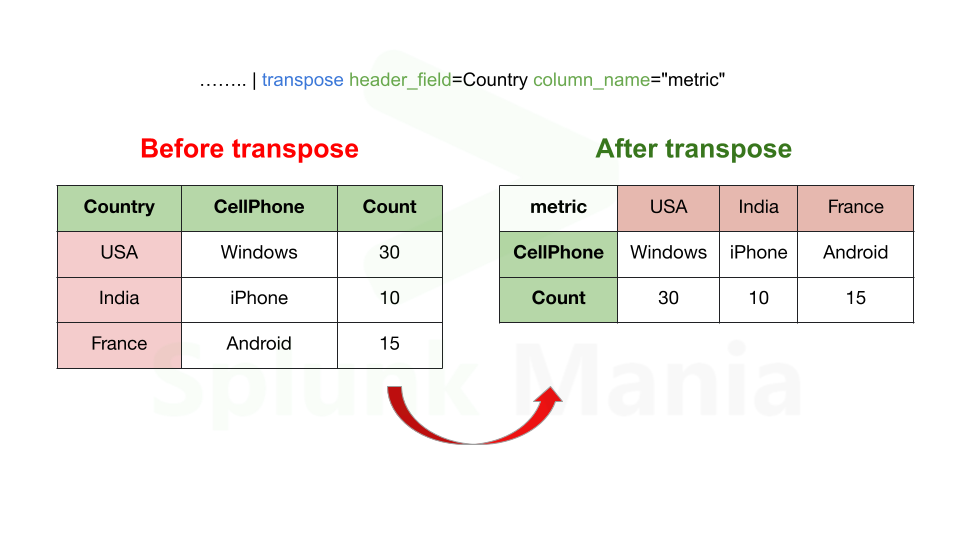 …….. | transpose header_field=Country column_name="metric"
Before transpose
Country CellPhone Count
USA Windows 30
India iPhone 10
France Android 15
After transpose
metric USA India France
CellPhone Windows iPhone Android
Count 30 10 15
Splunk Mania